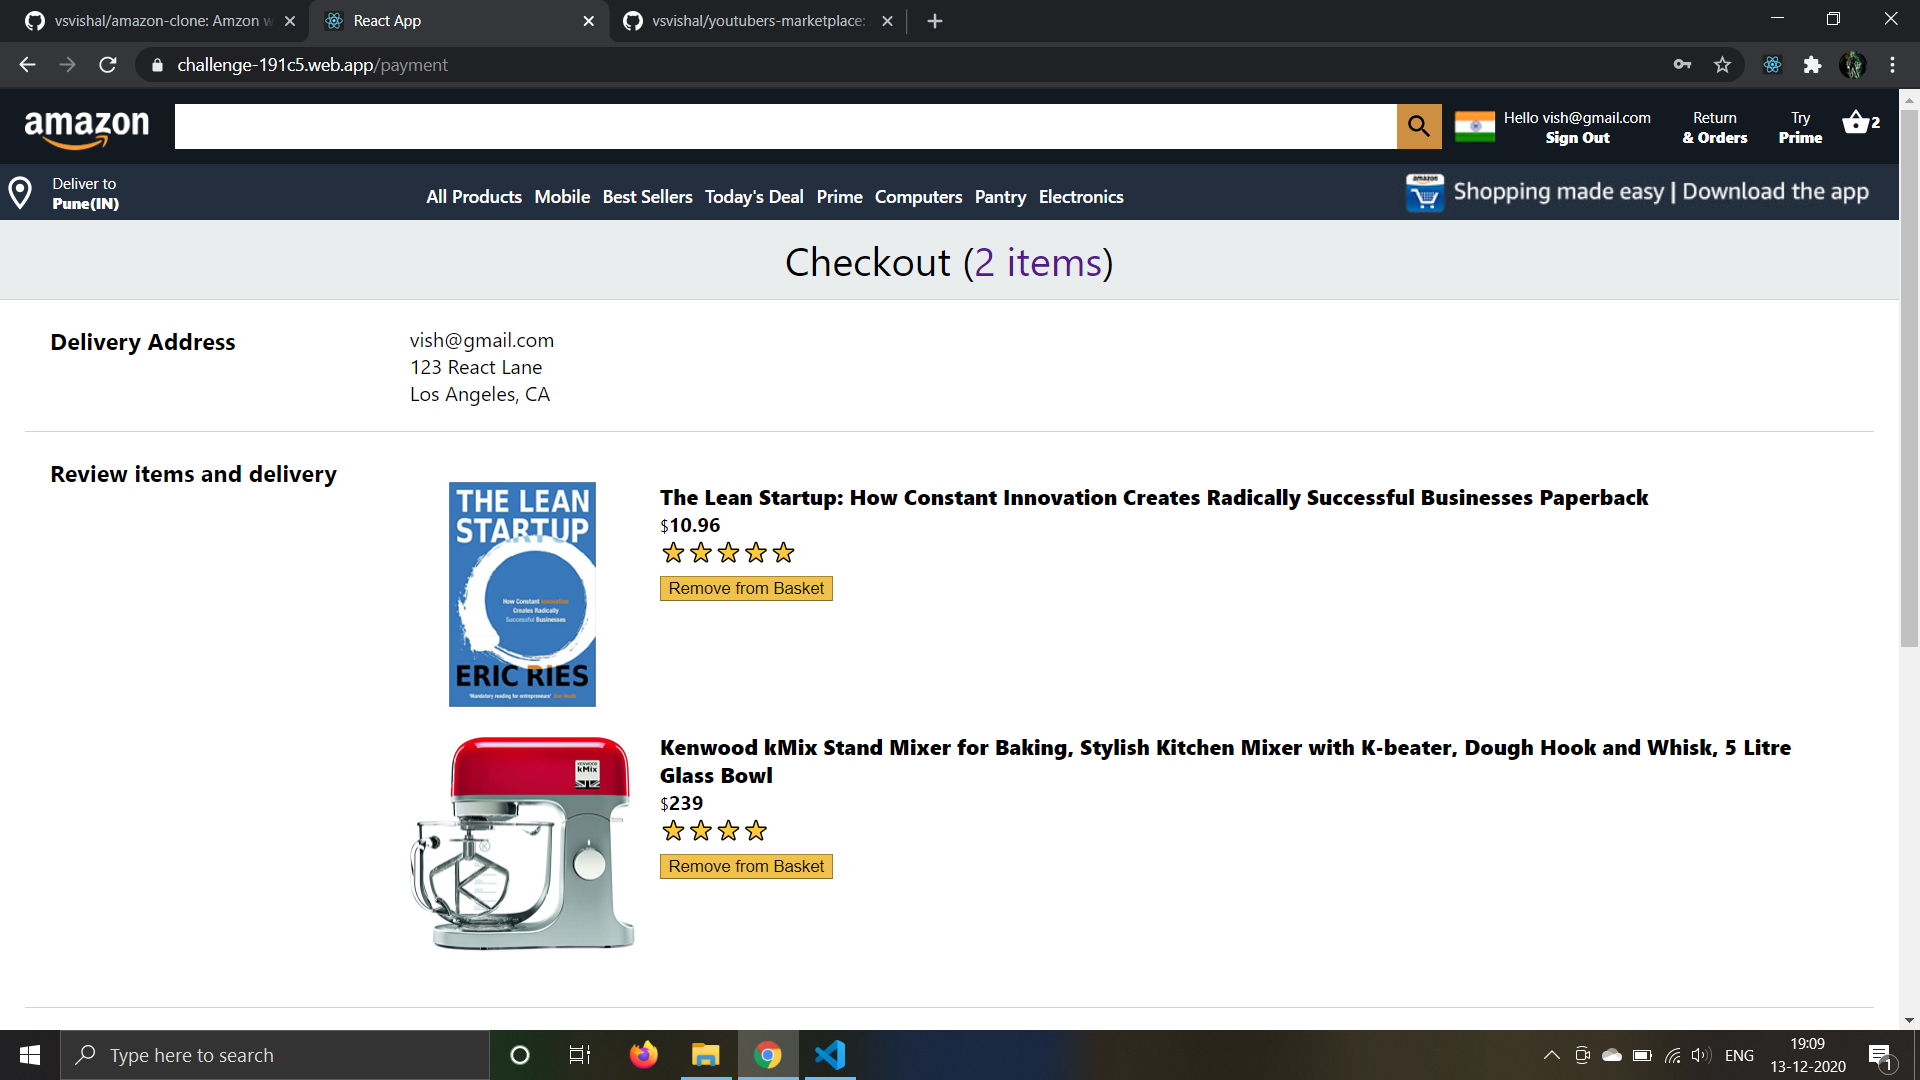 vsvishal/amazon-clone: Amzon w
React App
vsvishal/youtubers-marketplace:
challenge-191c5.web.app/payment
amazon
Hello vish@gmail.com
Sign Out
Return
& Orders
Try
Prime
2
Deliver to
Pune(IN)
All Products Mobile Best Sellers Today's Deal Prime Computers Pantry Electronics
amazon
Shopping made easy | Download the app
Checkout (2 items)
Delivery Address
vish@gmail.com
123 React Lane
Los Angeles, CA
Review items and delivery
THE LEAN
STARTUP
How Constant Innovation
Creates Radically
Successful Businesses
ERIC RIES
The Lean Startup: How Constant Innovation Creates Radically Successful Businesses Paperback
$10.96
Remove from Basket
KENWOOD
kMix
Kenwood kMix Stand Mixer for Baking, Stylish Kitchen Mixer with K-beater, Dough Hook and Whisk, 5 Litre
Glass Bowl
$239
Remove from Basket
Type here to search
ENG
19:09
13-12-2020
1